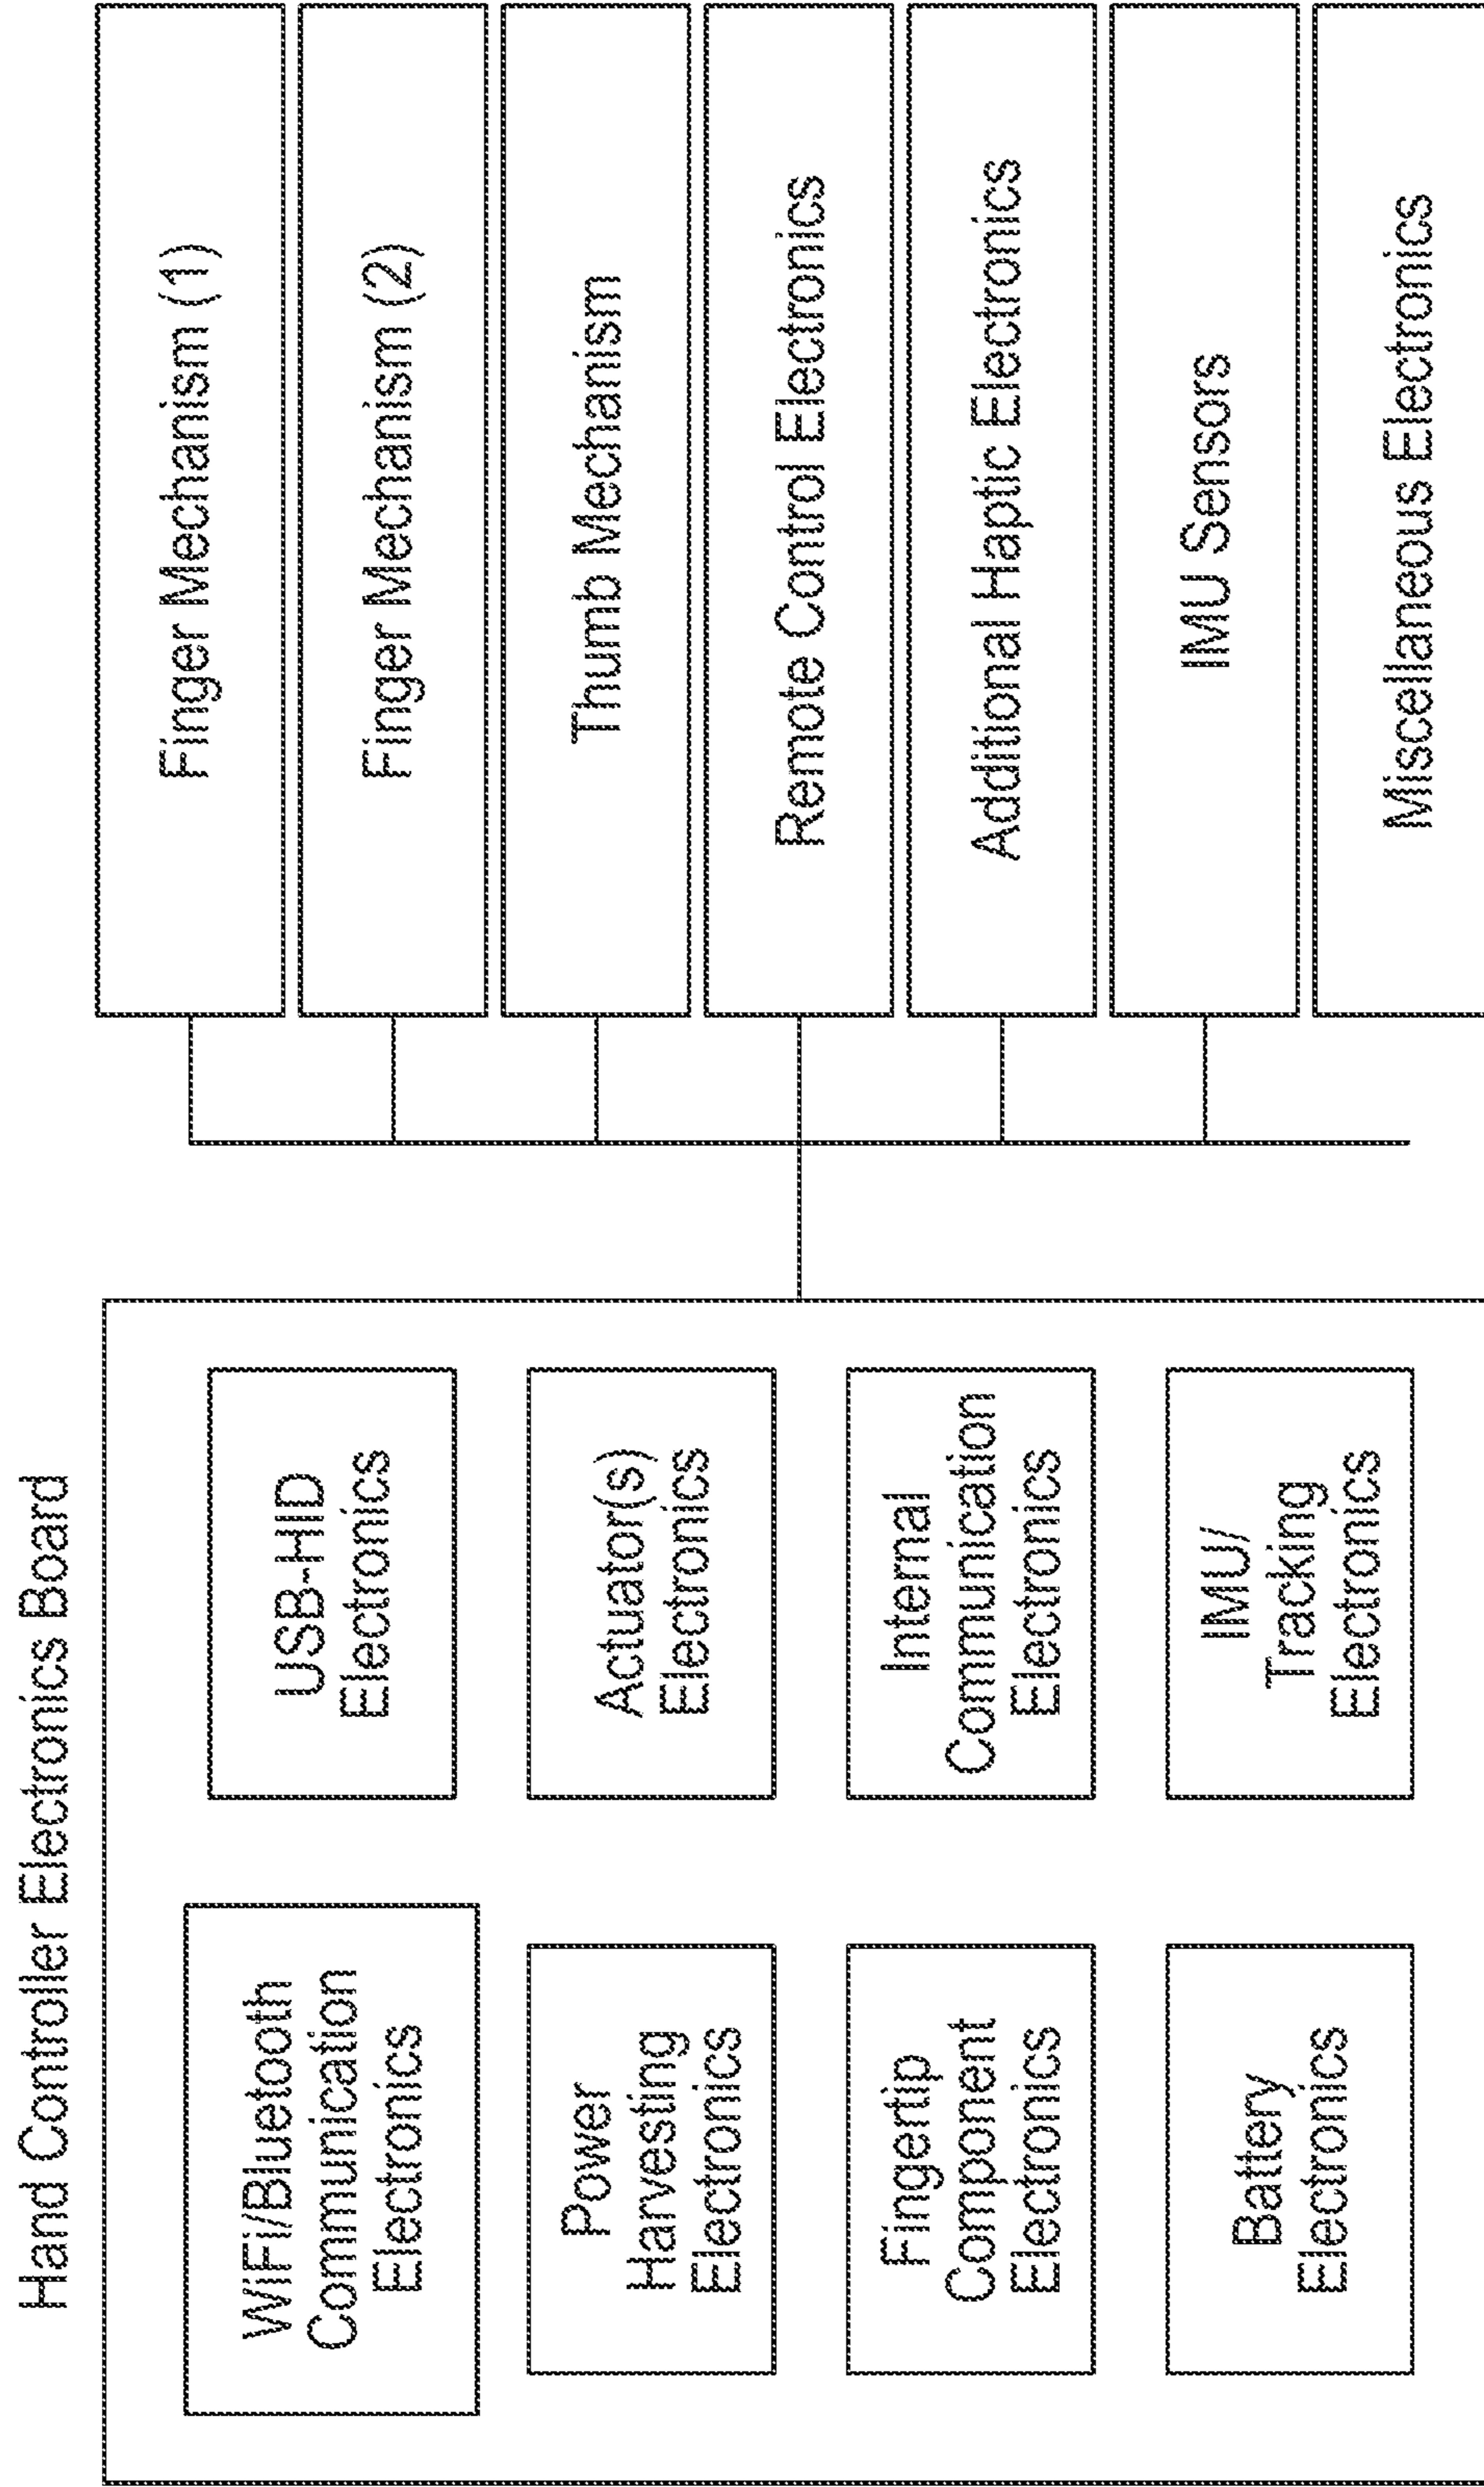 Hand Controller Electronics Board
WiFi/Bluetooth
Communication
Electronics
USB-HID
Electronics
Power
Harvesting
Electronics
Actuator(s)
Electronics
Fingertip
Component
Electronics
Internal
Communication
Electronics
Battery
Electronics
IMU/
Tracking
Electronics
Finger Mechanism (1)
Finger Mechanism (2)
Thumb Mechanism
Remote Control Electronics
Additional Haptic Electronics
IMU Sensors
Miscellaneous Electronics